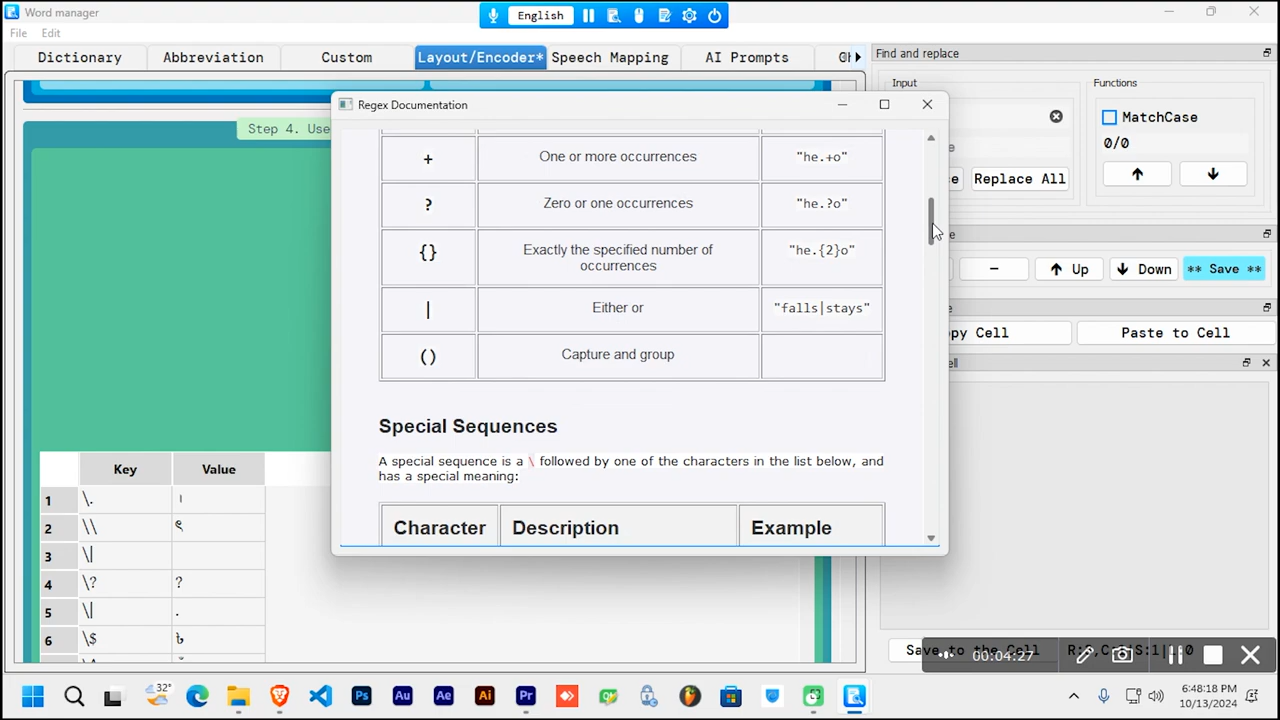 Word manager
English
File Edit
Dictionary Abbreviation Custom Layout/Encoder* Speech Mapping AI Prompts
Find and replace
Input
Functions
MatchCase
0/0
Replace All
Step 4. Use
Regex Documentation
+ One or more occurrences "he.+o"
? Zero or one occurrences "he.?o"
{} Exactly the specified number of
occurrences "he.{2}o"
| Either or "falls|stays"
() Capture and group
Special Sequences
A special sequence is a \ followed by one of the characters in the list below, and
has a special meaning:
Character Description Example
− ↑ Up ↓ Down ** Save **
py Cell Paste to Cell
Key Value
1 \. ।
2 \\ ৎ
3 \|
4 \? ?
5 \| .
6 \$ ৳
Save to the Cell
00:04:27
32°
6:48:18 PM
10/13/2024